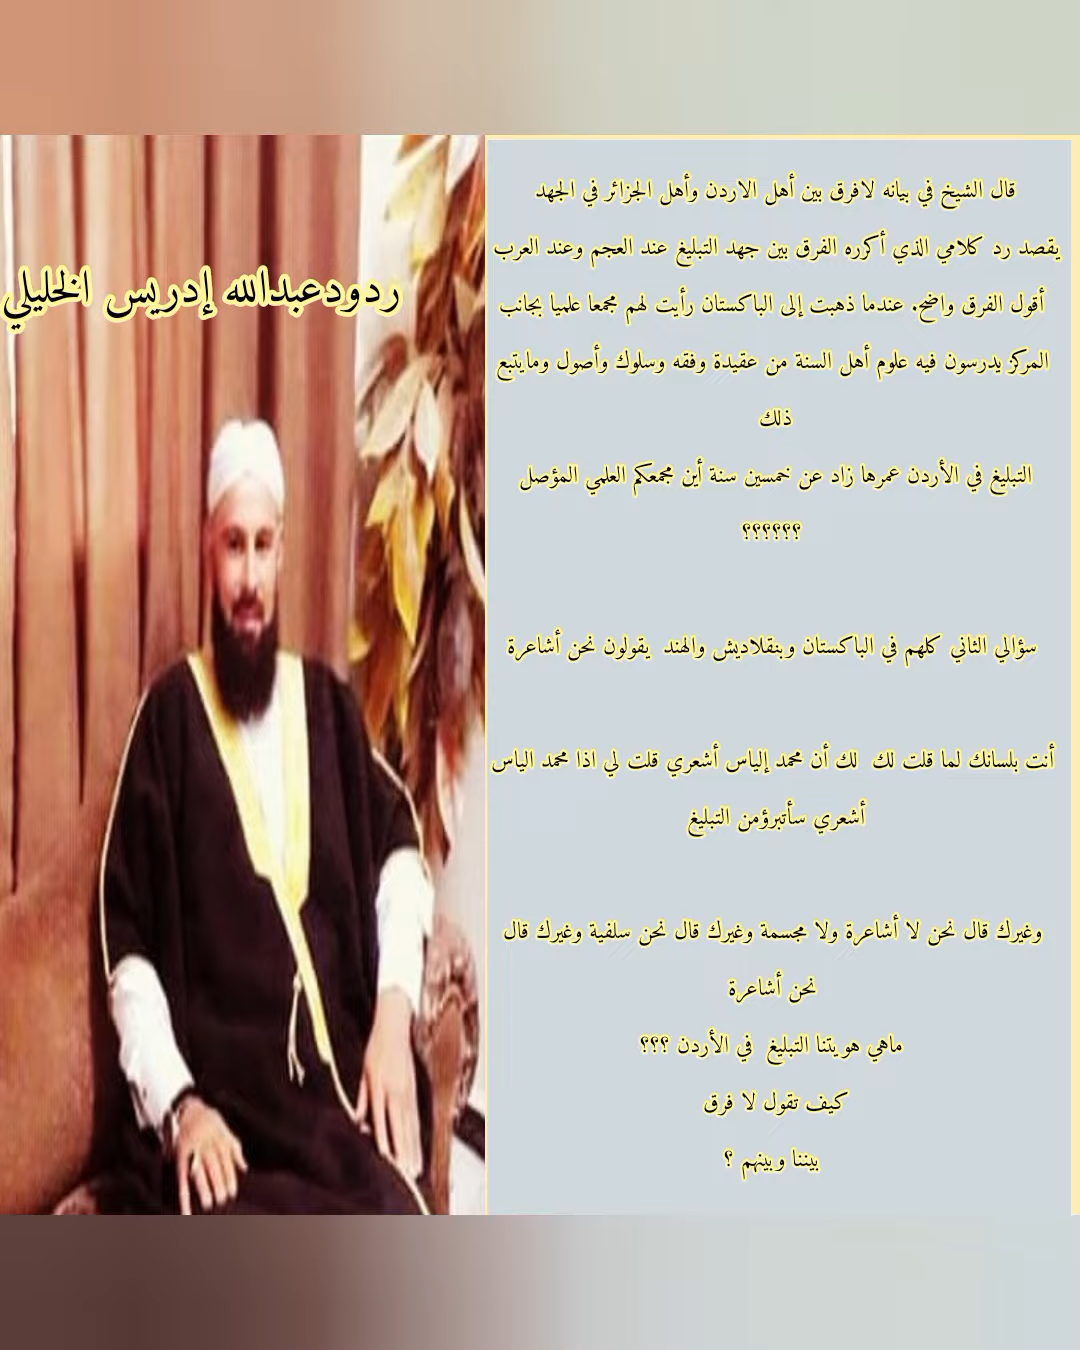 ردودعبدالله إدريس الخليلي
قال الشيخ في بيانه لافرق بين أهل الاردن وأهل الجزائر في الجهد
يقصد رد كلامي الذي أكرره الفرق بين جهد التبليغ عند العجم وعند العرب
أقول الفرق واضح. عندما ذهبت إلى الباكستان رأيت لهم مجمعا علميا بجانب
المركز يدرسون فيه علوم أهل السنة من عقيدة وفقه وسلوك وأصول ومايتبع
ذلك
التبليغ في الأردن عمرها زاد عن خمسين سنة أين مجمعكم العلمي المؤصل
؟؟؟؟؟؟
سؤالي الثاني كلهم في الباكستان وبنقلاديش والهند يقولون نحن أشاعرة
أنت بلسانك لما قلت لك لك أن محمد إلياس أشعري قلت لي اذا محمد الياس
أشعري سأتبرؤمن التبليغ
وغيرك قال نحن لا أشاعرة ولا مجسمة وغيرك قال نحن سلفية وغيرك قال
نحن أشاعرة
ماهي هويتنا التبليغ في الأردن ؟؟؟
كيف تقول لا فرق
بيننا وبينهم ؟